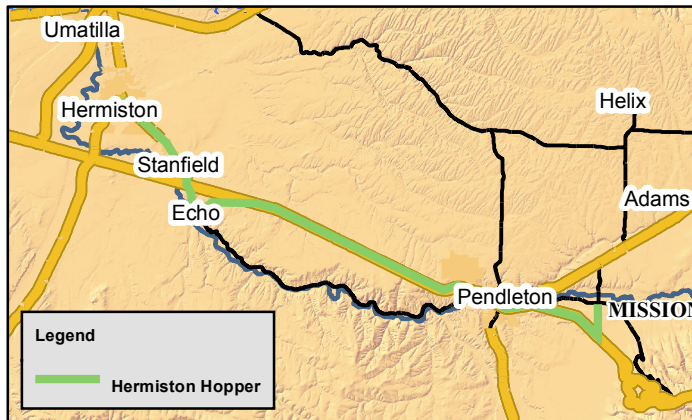 Umatilla
Hermiston
Helix
Stanfield
Adams
Echo
Pendleton
MISSION
Legend
Hermiston Hopper